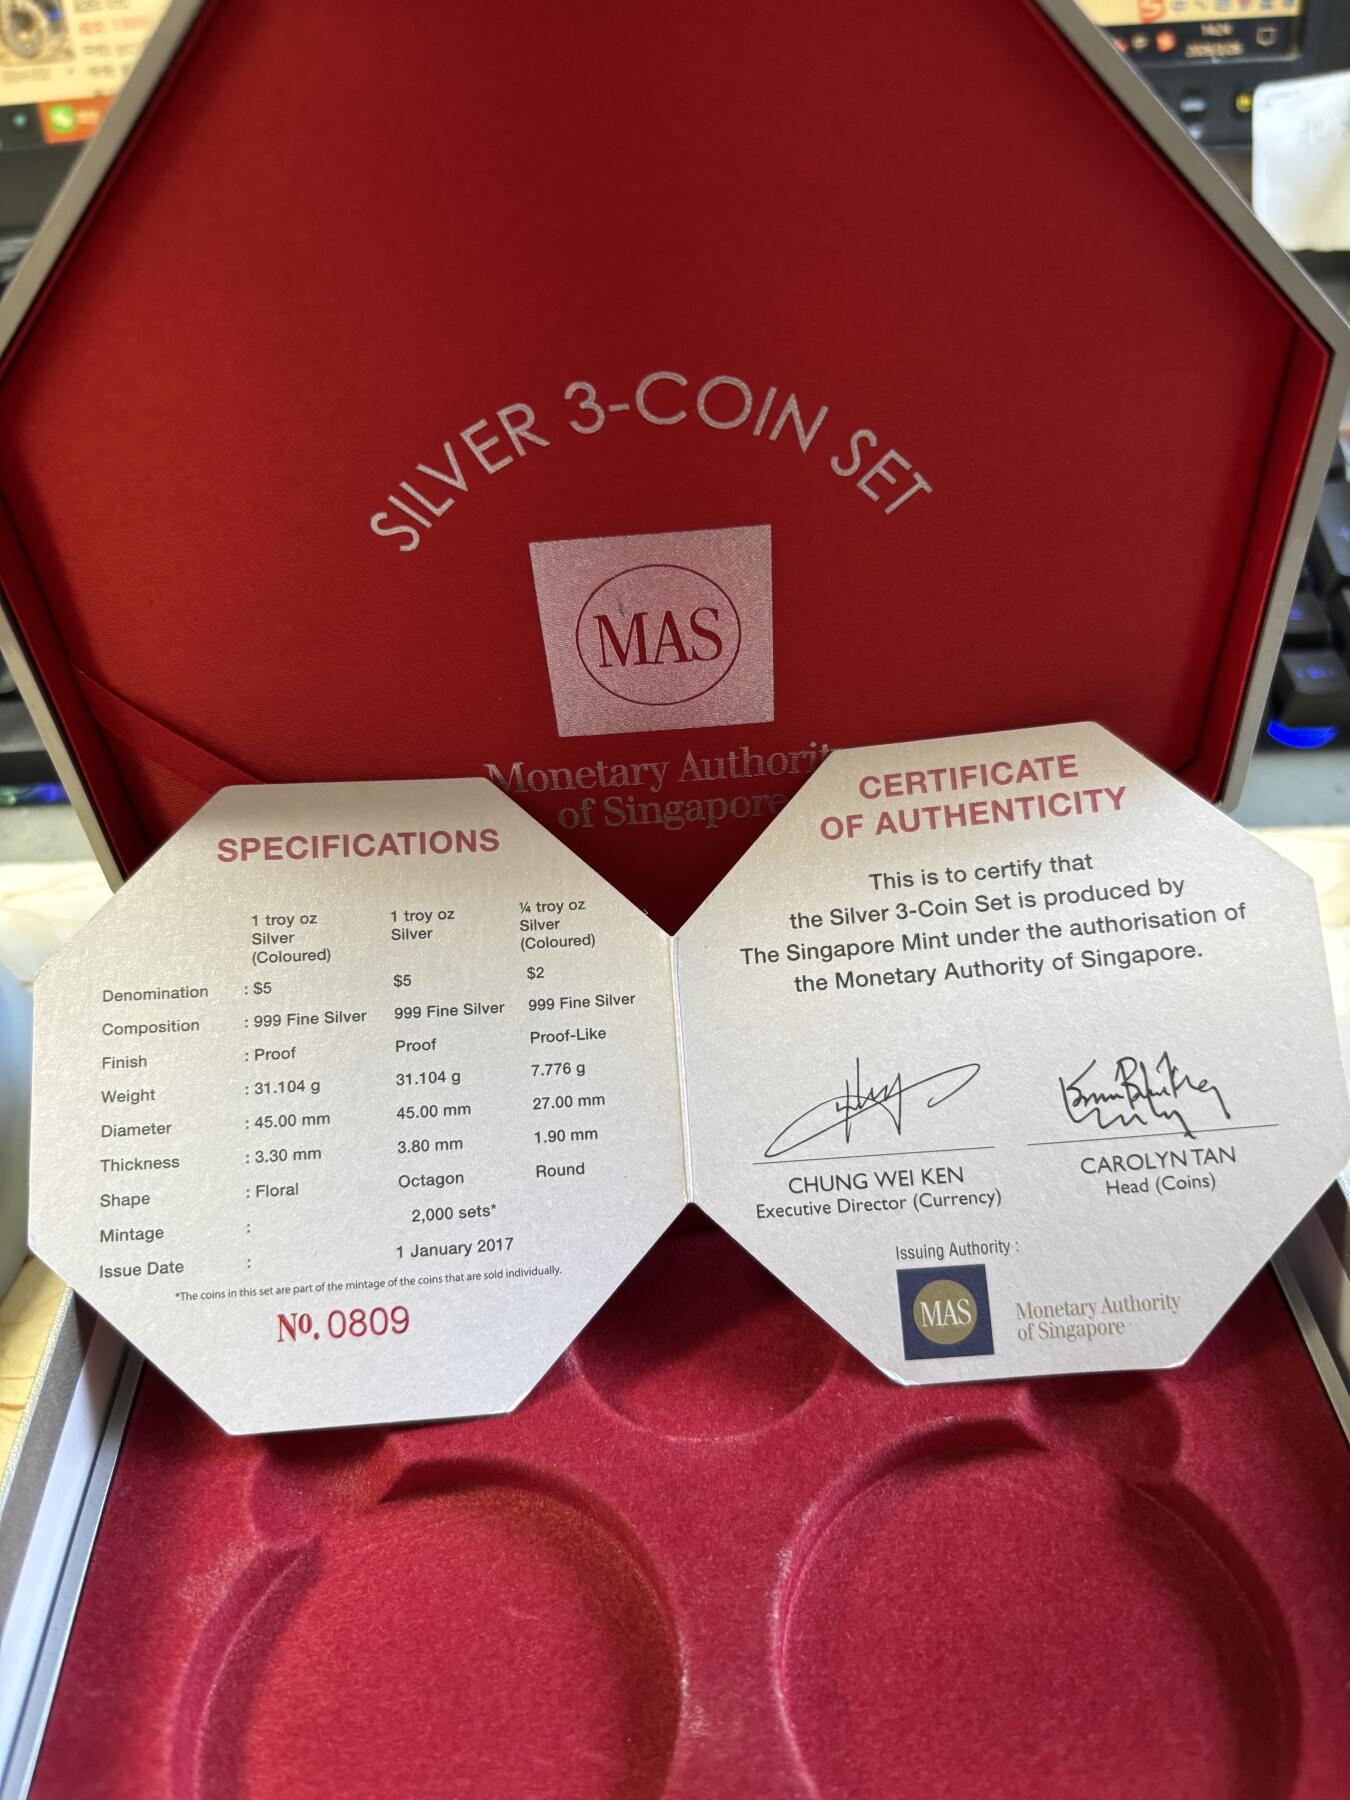 SILVER 3-COIN SET
MAS
Monetary Authorit
of Singapore
SPECIFICATIONS
1 troy oz Silver (Coloured) 1 troy oz Silver ¼ troy oz Silver (Coloured)
Denomination : $5 $5 $2
Composition : 999 Fine Silver 999 Fine Silver 999 Fine Silver
Finish : Proof Proof Proof-Like
Weight : 31.104 g 31.104 g 7.776 g
Diameter : 45.00 mm 45.00 mm 27.00 mm
Thickness : 3.30 mm 3.80 mm 1.90 mm
Shape : Floral Octagon Round
Mintage : 2,000 sets*
Issue Date : 1 January 2017
*The coins in this set are part of the mintage of the coins that are sold individually.
No. 0809
CERTIFICATE
OF AUTHENTICITY
This is to certify that
the Silver 3-Coin Set is produced by
The Singapore Mint under the authorisation of
the Monetary Authority of Singapore.
CHUNG WEI KEN
Executive Director (Currency)
CAROLYN TAN
Head (Coins)
Issuing Authority :
MAS
Monetary Authority
of Singapore